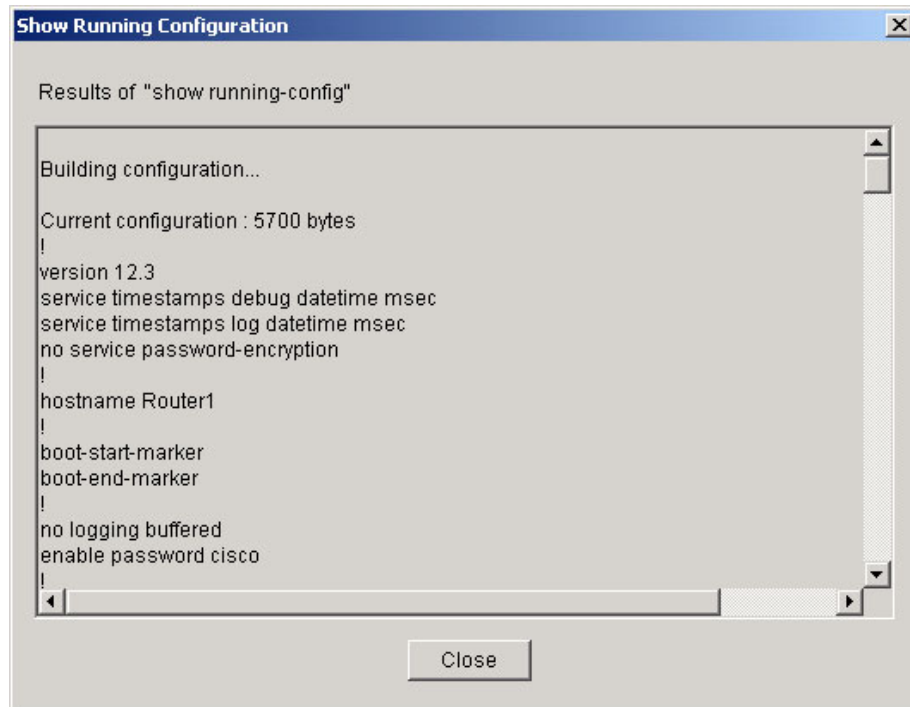 Show Running Configuration
Results of "show running-config"
Building configuration...
Current configuration : 5700 bytes
!
version 12.3
service timestamps debug datetime msec
service timestamps log datetime msec
no service password-encryption
!
hostname Router1
!
boot-start-marker
boot-end-marker
!
no logging buffered
enable password cisco
!
Close